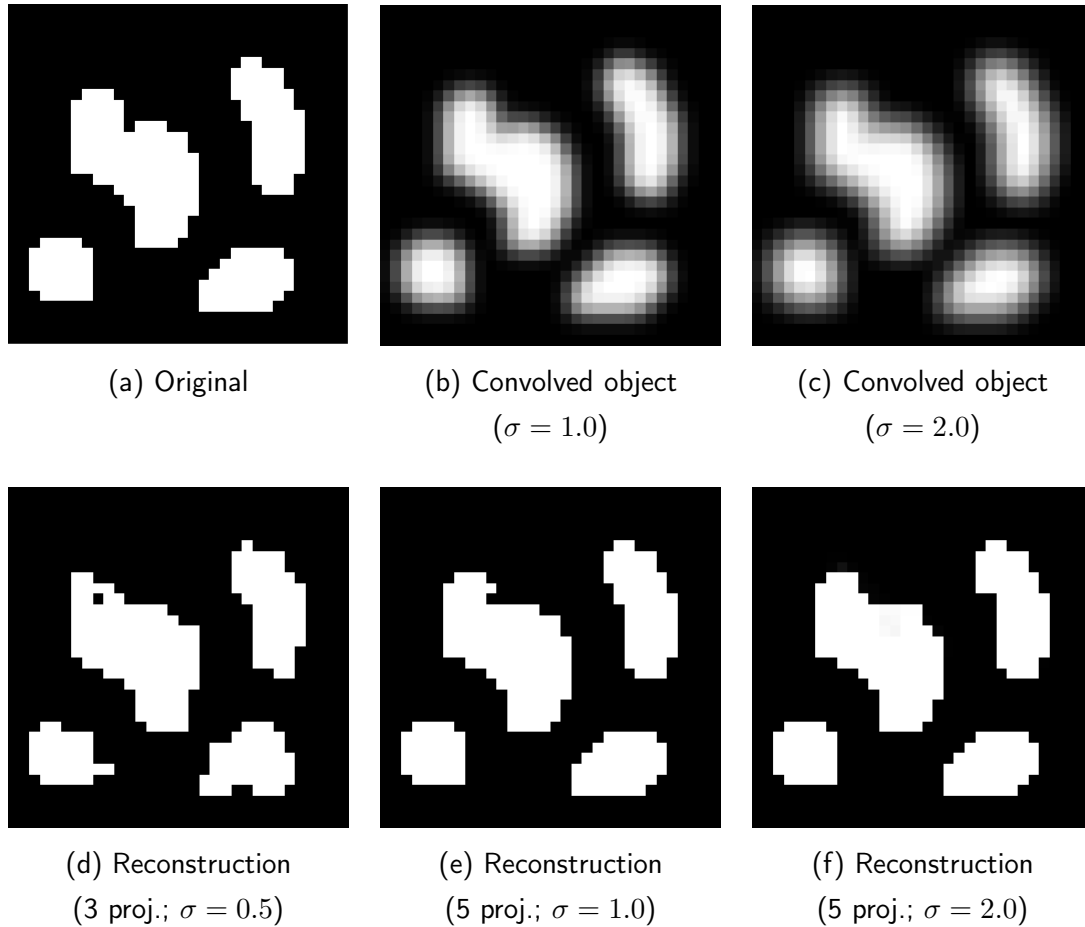 (a) Original
(b) Convolved object
(σ = 1.0)
(c) Convolved object
(σ = 2.0)
(d) Reconstruction
(3 proj.; σ = 0.5)
(e) Reconstruction
(5 proj.; σ = 1.0)
(f) Reconstruction
(5 proj.; σ = 2.0)